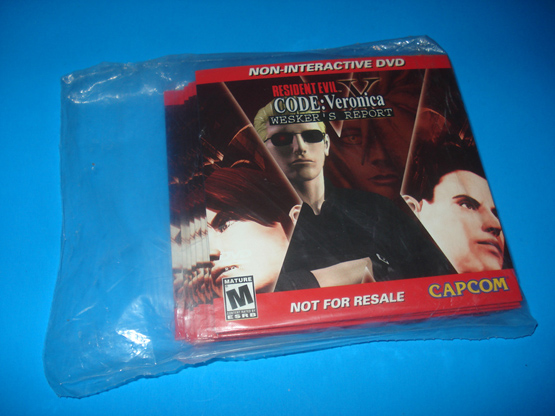 NON-INTERACTIVE DVD
RESIDENT EVIL
CODE: Veronica
WESKER'S REPORT
MATURE
M
ESRB
NOT FOR RESALE
CAPCOM